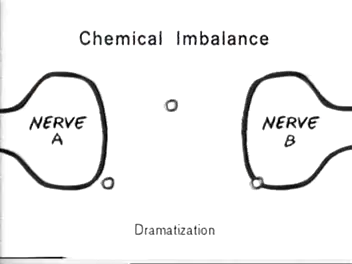 Chemical Imbalance
NERVE
A
NERVE
B
Dramatization